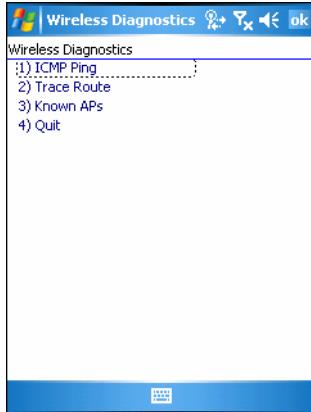 Wireless Diagnostics ok
Wireless Diagnostics
1) ICMP Ping
2) Trace Route
3) Known APs
4) Quit